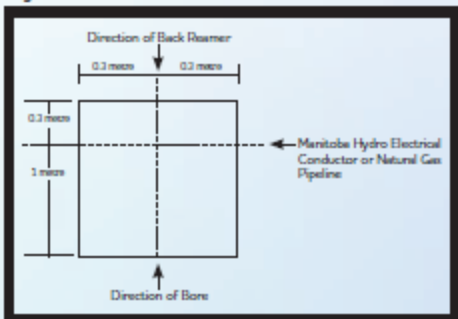 Direction of Back Reamer
0.3 metre 0.3 metre
0.3 metre
Manitoba Hydro Electrical
Conductor or Natural Gas
Pipeline
1 metre
Direction of Bore